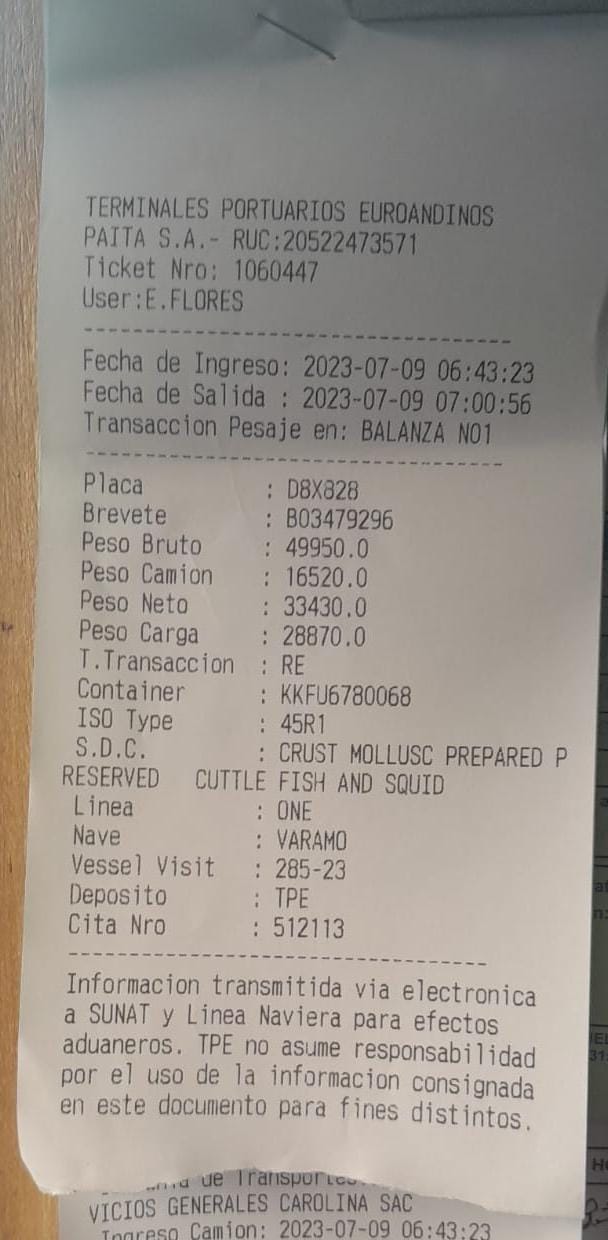 TERMINALES PORTUARIOS EUROANDINOS
PAITA S.A.- RUC:20522473571
Ticket Nro: 1060447
User:E.FLORES
---------------------------------
Fecha de Ingreso: 2023-07-09 06:43:23
Fecha de Salida : 2023-07-09 07:00:56
Transaccion Pesaje en: BALANZA NO1
---------------------------------
Placa : D8X828
Brevete : B03479296
Peso Bruto : 49950.0
Peso Camion : 16520.0
Peso Neto : 33430.0
Peso Carga : 28870.0
T.Transaccion : RE
Container : KKFU6780068
ISO Type : 45R1
S.D.C. : CRUST MOLLUSC PREPARED P
RESERVED CUTTLE FISH AND SQUID
Linea : ONE
Nave : VARAMO
Vessel Visit : 285-23
Deposito : TPE
Cita Nro : 512113
---------------------------------
Informacion transmitida via electronica
a SUNAT y Linea Naviera para efectos
aduaneros. TPE no asume responsabilidad
por el uso de la informacion consignada
en este documento para fines distintos.
de Transportes
VICIOS GENERALES CAROLINA SAC
Ingreso Camion: 2023-07-09 06:43:23